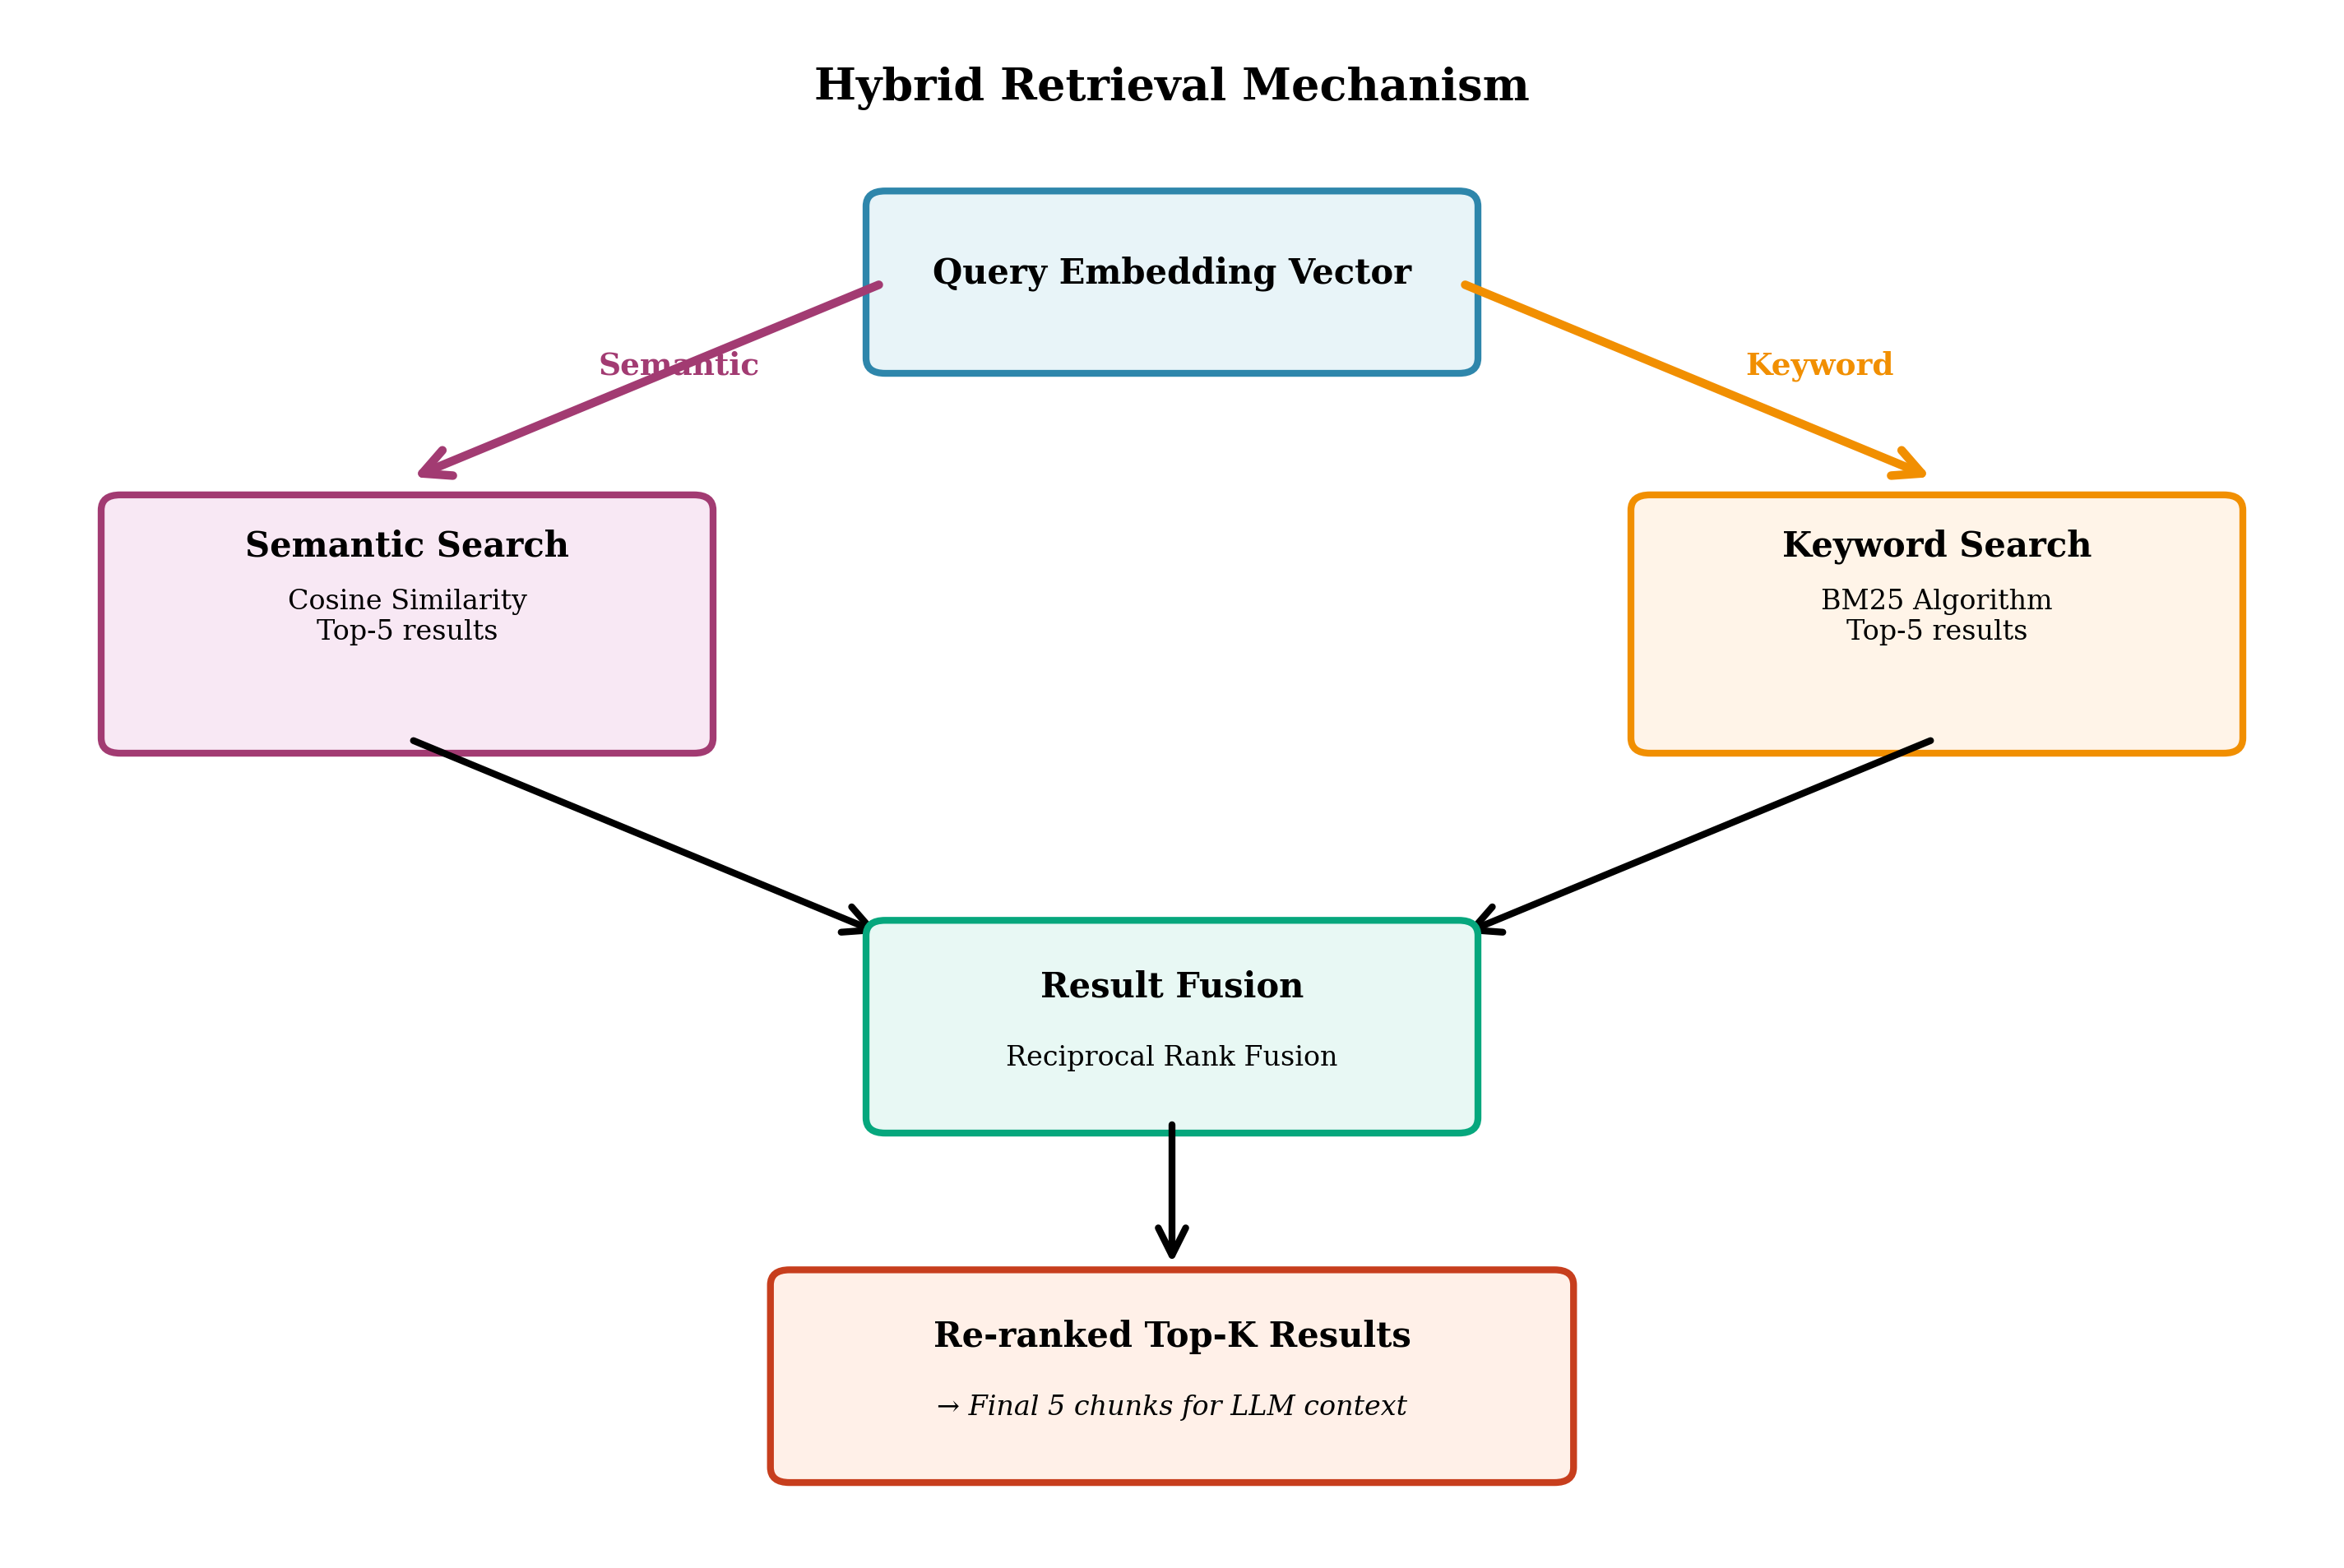 Hybrid Retrieval Mechanism
Query Embedding Vector
Semantic
Keyword
Semantic Search
Cosine Similarity
Top-5 results
Keyword Search
BM25 Algorithm
Top-5 results
Result Fusion
Reciprocal Rank Fusion
Re-ranked Top-K Results
→ Final 5 chunks for LLM context